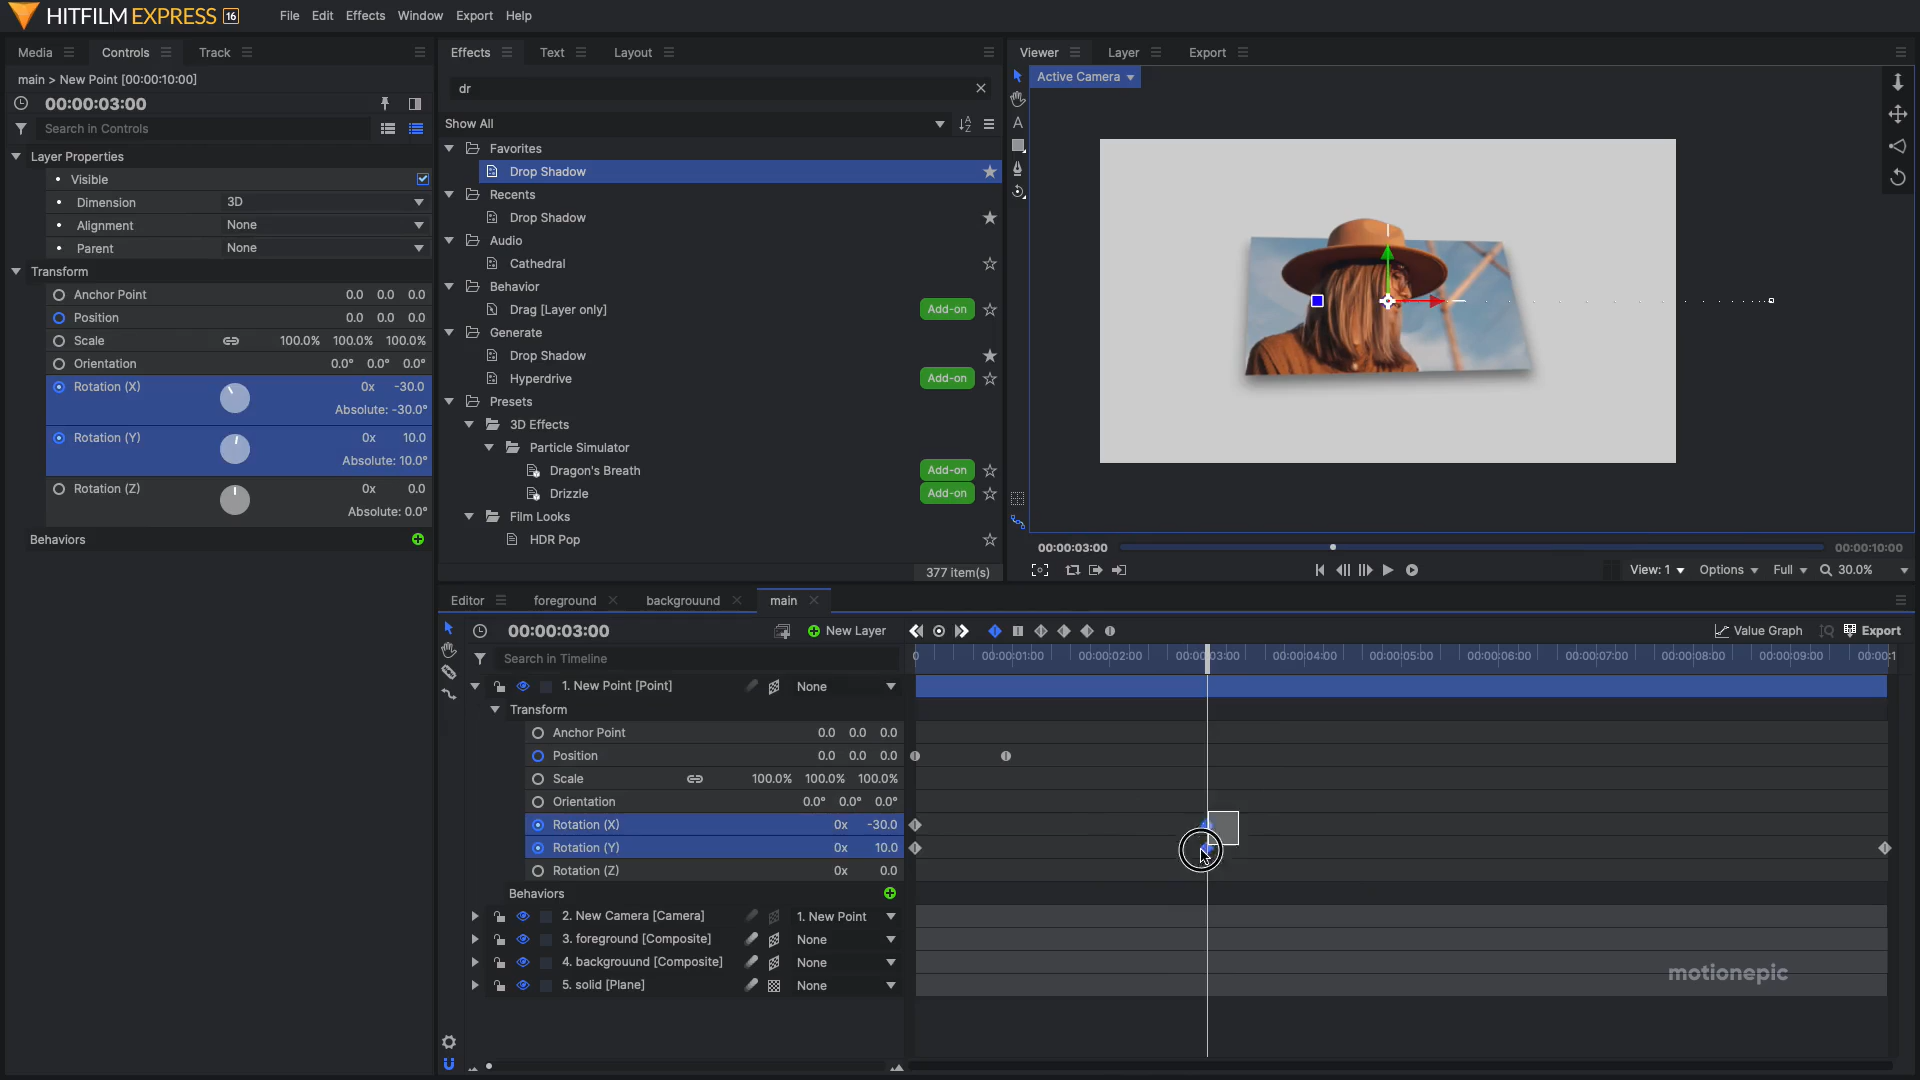 HITFILM EXPRESS 16
File Edit Effects Window Export Help
Media Controls Track
main > New Point [00:00:10:00]
00:00:03:00
Search in Controls
Layer Properties
Visible
Dimension 3D
Alignment None
Parent None
Transform
Anchor Point 0.0 0.0 0.0
Position 0.0 0.0 0.0
Scale 100.0% 100.0% 100.0%
Orientation 0.0° 0.0° 0.0°
Rotation (X) 0x -30.0
Absolute: -30.0°
Rotation (Y) 0x 10.0
Absolute: 10.0°
Rotation (Z) 0x 0.0
Absolute: 0.0°
Behaviors
Effects Text Layout
dr
Show All
Favorites
Drop Shadow
Recents
Drop Shadow
Audio
Cathedral
Behavior
Drag [Layer only] Add-on
Generate
Drop Shadow
Hyperdrive Add-on
Presets
3D Effects
Particle Simulator
Dragon's Breath Add-on
Drizzle Add-on
Film Looks
HDR Pop
377 item(s)
Viewer Layer Export
Active Camera
00:00:03:00 00:00:10:00
View: 1 Options Full 30.0%
Editor foreground backgrouund main
00:00:03:00 New Layer Value Graph Export
Search in Timeline
0 00:00:01:00 00:00:02:00 00:00:03:00 00:00:04:00 00:00:05:00 00:00:06:00 00:00:07:00 00:00:08:00 00:00:09:00 00:00:1
1. New Point [Point] None
Transform
Anchor Point 0.0 0.0 0.0
Position 0.0 0.0 0.0
Scale 100.0% 100.0% 100.0%
Orientation 0.0° 0.0° 0.0°
Rotation (X) 0x -30.0
Rotation (Y) 0x 10.0
Rotation (Z) 0x 0.0
Behaviors
2. New Camera [Camera] 1. New Point
3. foreground [Composite] None
4. backgrouund [Composite] None
5. solid [Plane] None
motionepic